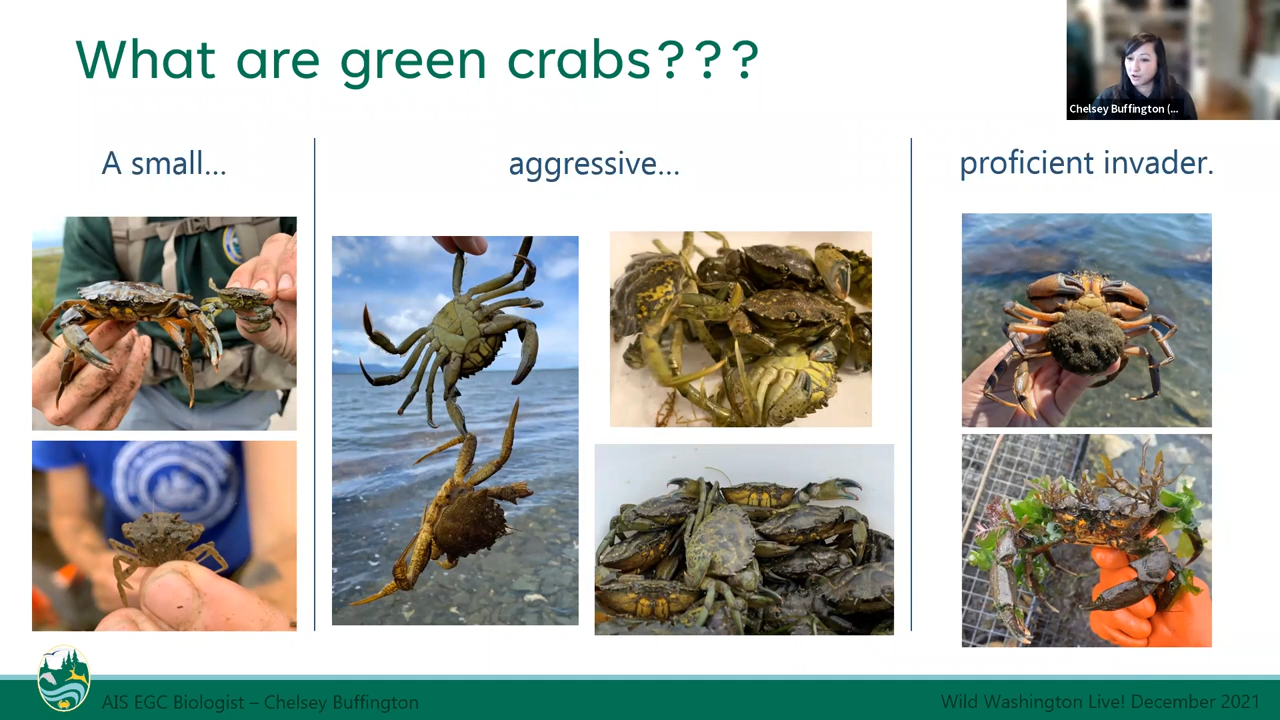 What are green crabs???
Chelsey Buffington (...
A small...
aggressive...
proficient invader.
AIS EGC Biologist – Chelsey Buffington
Wild Washington Live! December 2021